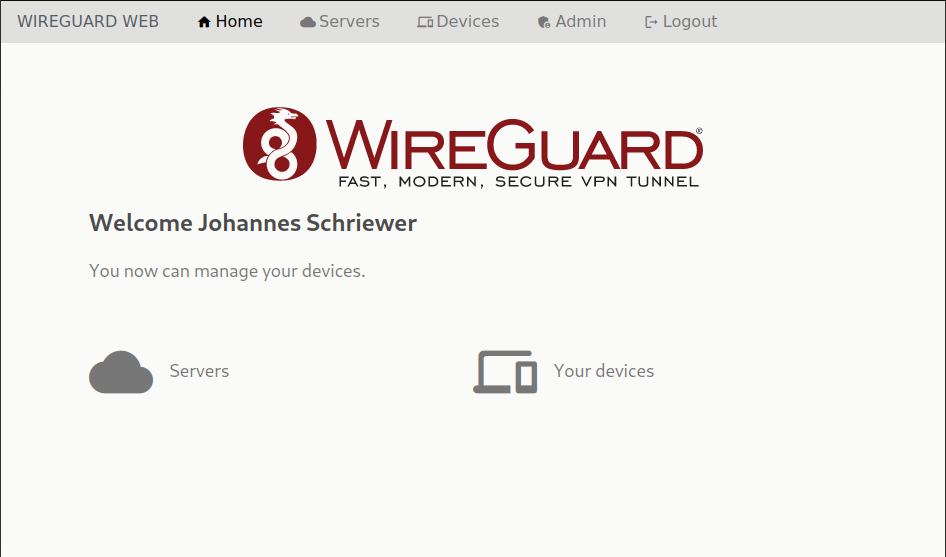 WIREGUARD WEB Home Servers Devices Admin Logout
WIREGUARD®
FAST, MODERN, SECURE VPN TUNNEL
Welcome Johannes Schriewer
You now can manage your devices.
Servers Your devices